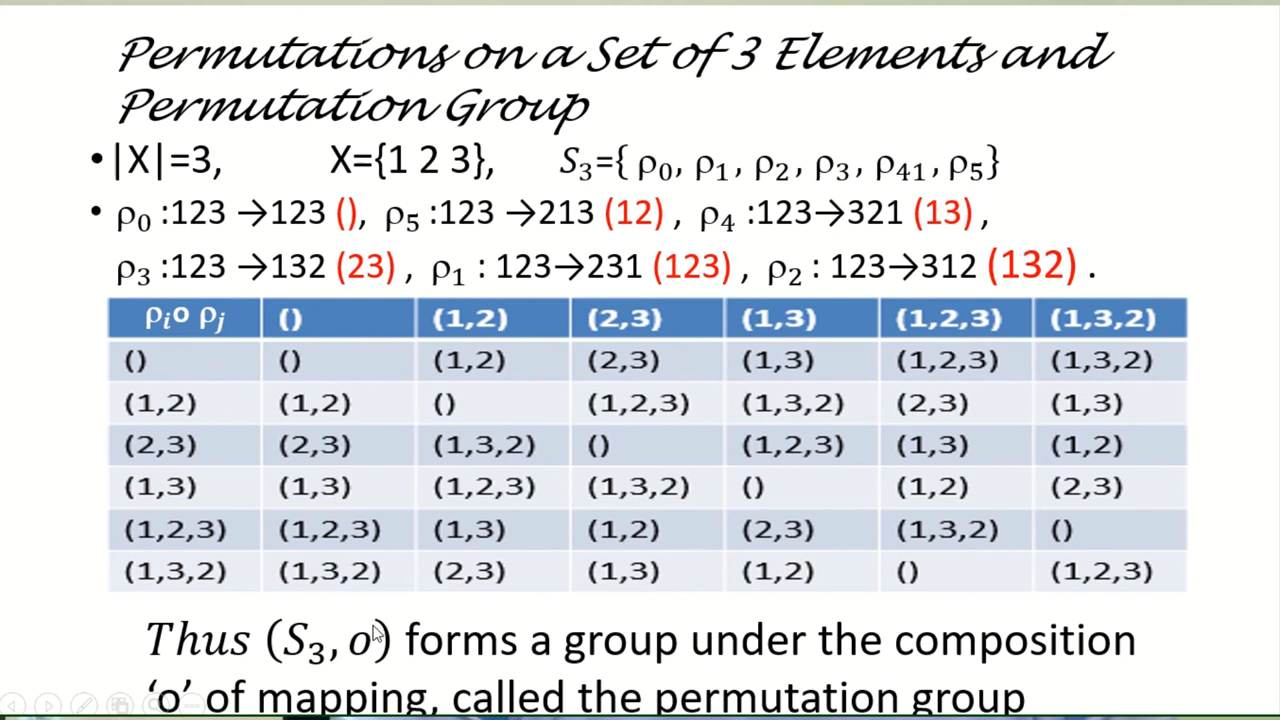 Permutations on a Set of 3 Elements and
Permutation Group
•|X|=3, X={1 2 3}, S₃={ ρ₀, ρ₁, ρ₂, ρ₃, ρ₄₁, ρ₅}
• ρ₀ :123 →123 (), ρ₅ :123 →213 (12) , ρ₄ :123→321 (13) ,
ρ₃ :123 →132 (23) , ρ₁ : 123→231 (123) , ρ₂ : 123→312 (132) .
ρᵢo ρⱼ () (1,2) (2,3) (1,3) (1,2,3) (1,3,2)
() () (1,2) (2,3) (1,3) (1,2,3) (1,3,2)
(1,2) (1,2) () (1,2,3) (1,3,2) (2,3) (1,3)
(2,3) (2,3) (1,3,2) () (1,2,3) (1,3) (1,2)
(1,3) (1,3) (1,2,3) (1,3,2) () (1,2) (2,3)
(1,2,3) (1,2,3) (1,3) (1,2) (2,3) (1,3,2) ()
(1,3,2) (1,3,2) (2,3) (1,3) (1,2) () (1,2,3)
Thus (S₃, o) forms a group under the composition
‘o’ of mapping, called the permutation group